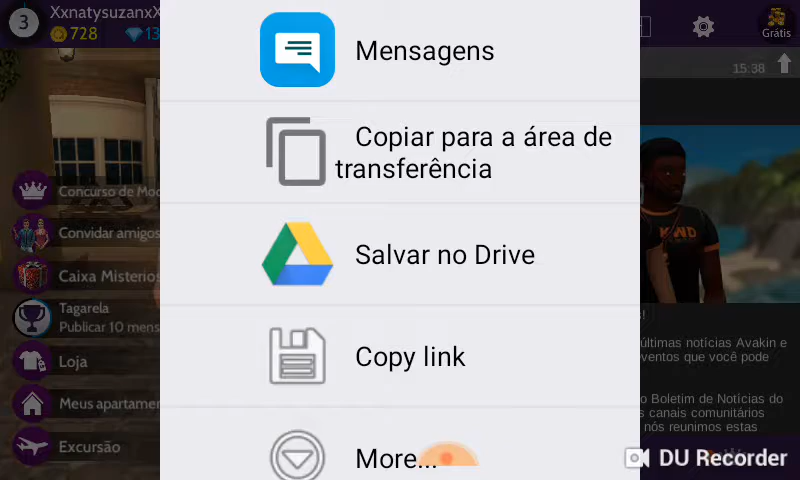 3
XxnatysuzanxX
728
13
Mensagens
Copiar para a área de
transferência
Salvar no Drive
Copy link
More...
Concurso de Mo
Convidar amigos
Caixa Misterios
Tagarela
Publicar 10 mens
Loja
Meus apartamen
Excursão
Grátis
15:38
últimas notícias Avakin e
eventos que você pode
o Boletim de Notícias do
s canais comunitários
nós reunimos estas
DU Recorder